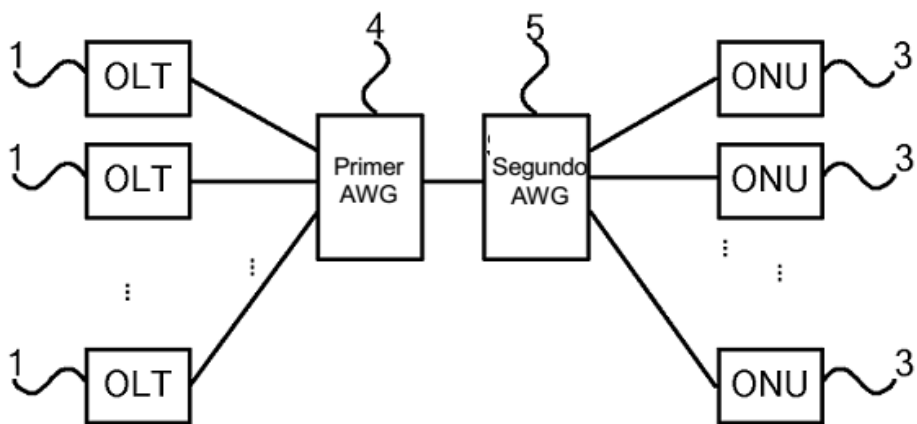 4 5
1 OLT ONU 3
1 OLT Primer AWG Segundo AWG ONU 3
1 OLT ONU 3